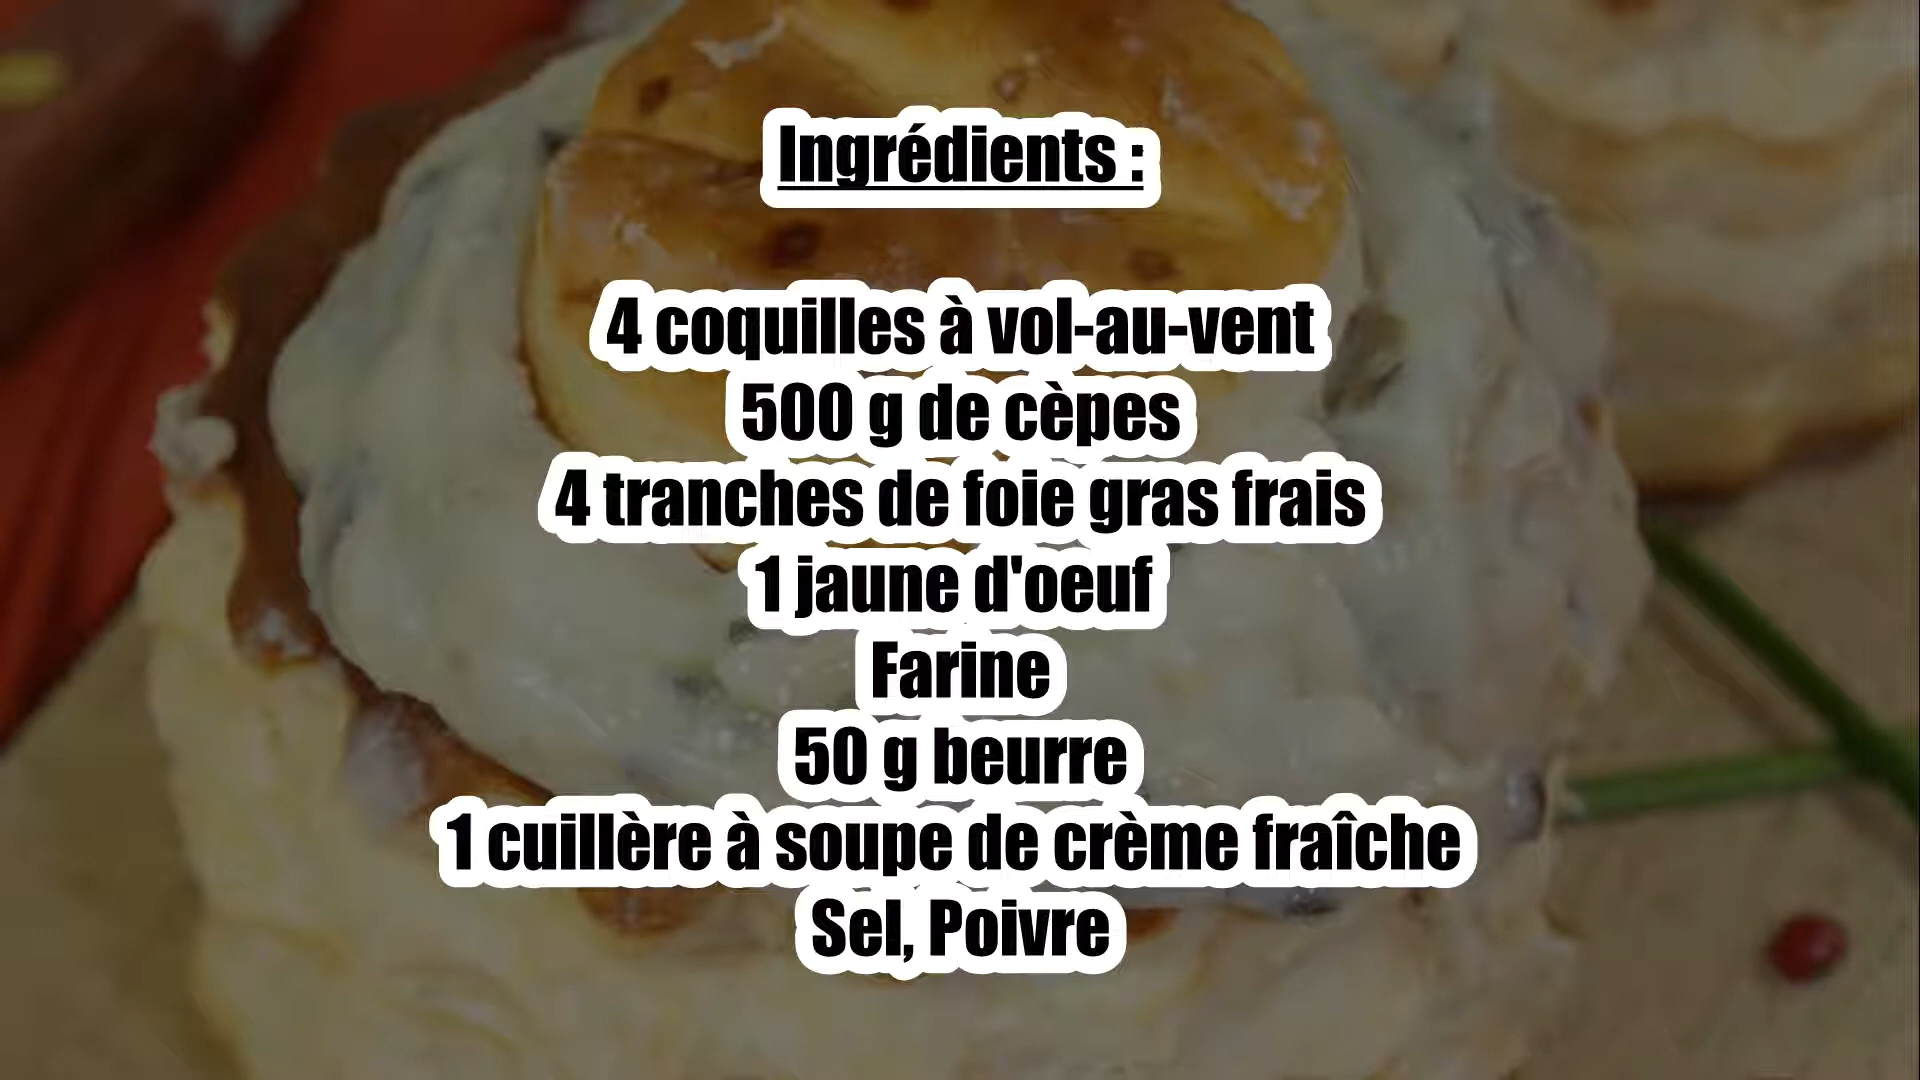 Ingrédients :
4 coquilles à vol-au-vent
500 g de cèpes
4 tranches de foie gras frais
1 jaune d'oeuf
Farine
50 g beurre
1 cuillère à soupe de crème fraîche
Sel, Poivre